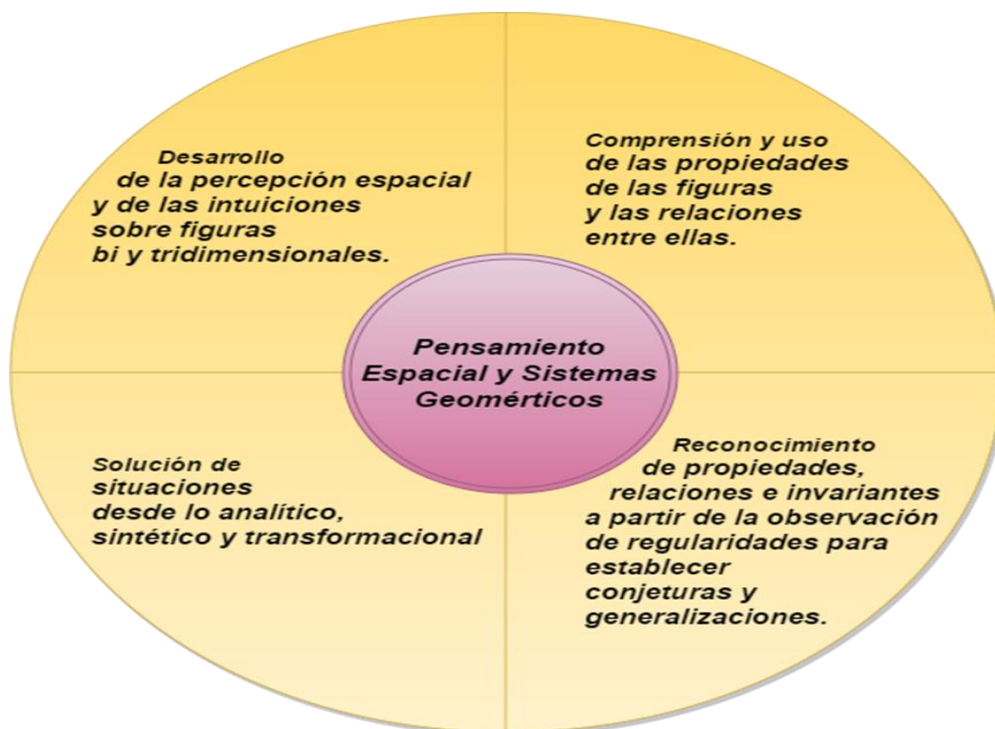 Desarrollo
de la percepción espacial
y de las intuiciones
sobre figuras
bi y tridimensionales.
Comprensión y uso
de las propiedades
de las figuras
y las relaciones
entre ellas.
Pensamiento
Espacial y Sistemas
Geomérticos
Solución de
situaciones
desde lo analítico,
sintético y transformacional
Reconocimiento
de propiedades,
relaciones e invariantes
a partir de la observación
de regularidades para
establecer
conjeturas y
generalizaciones.